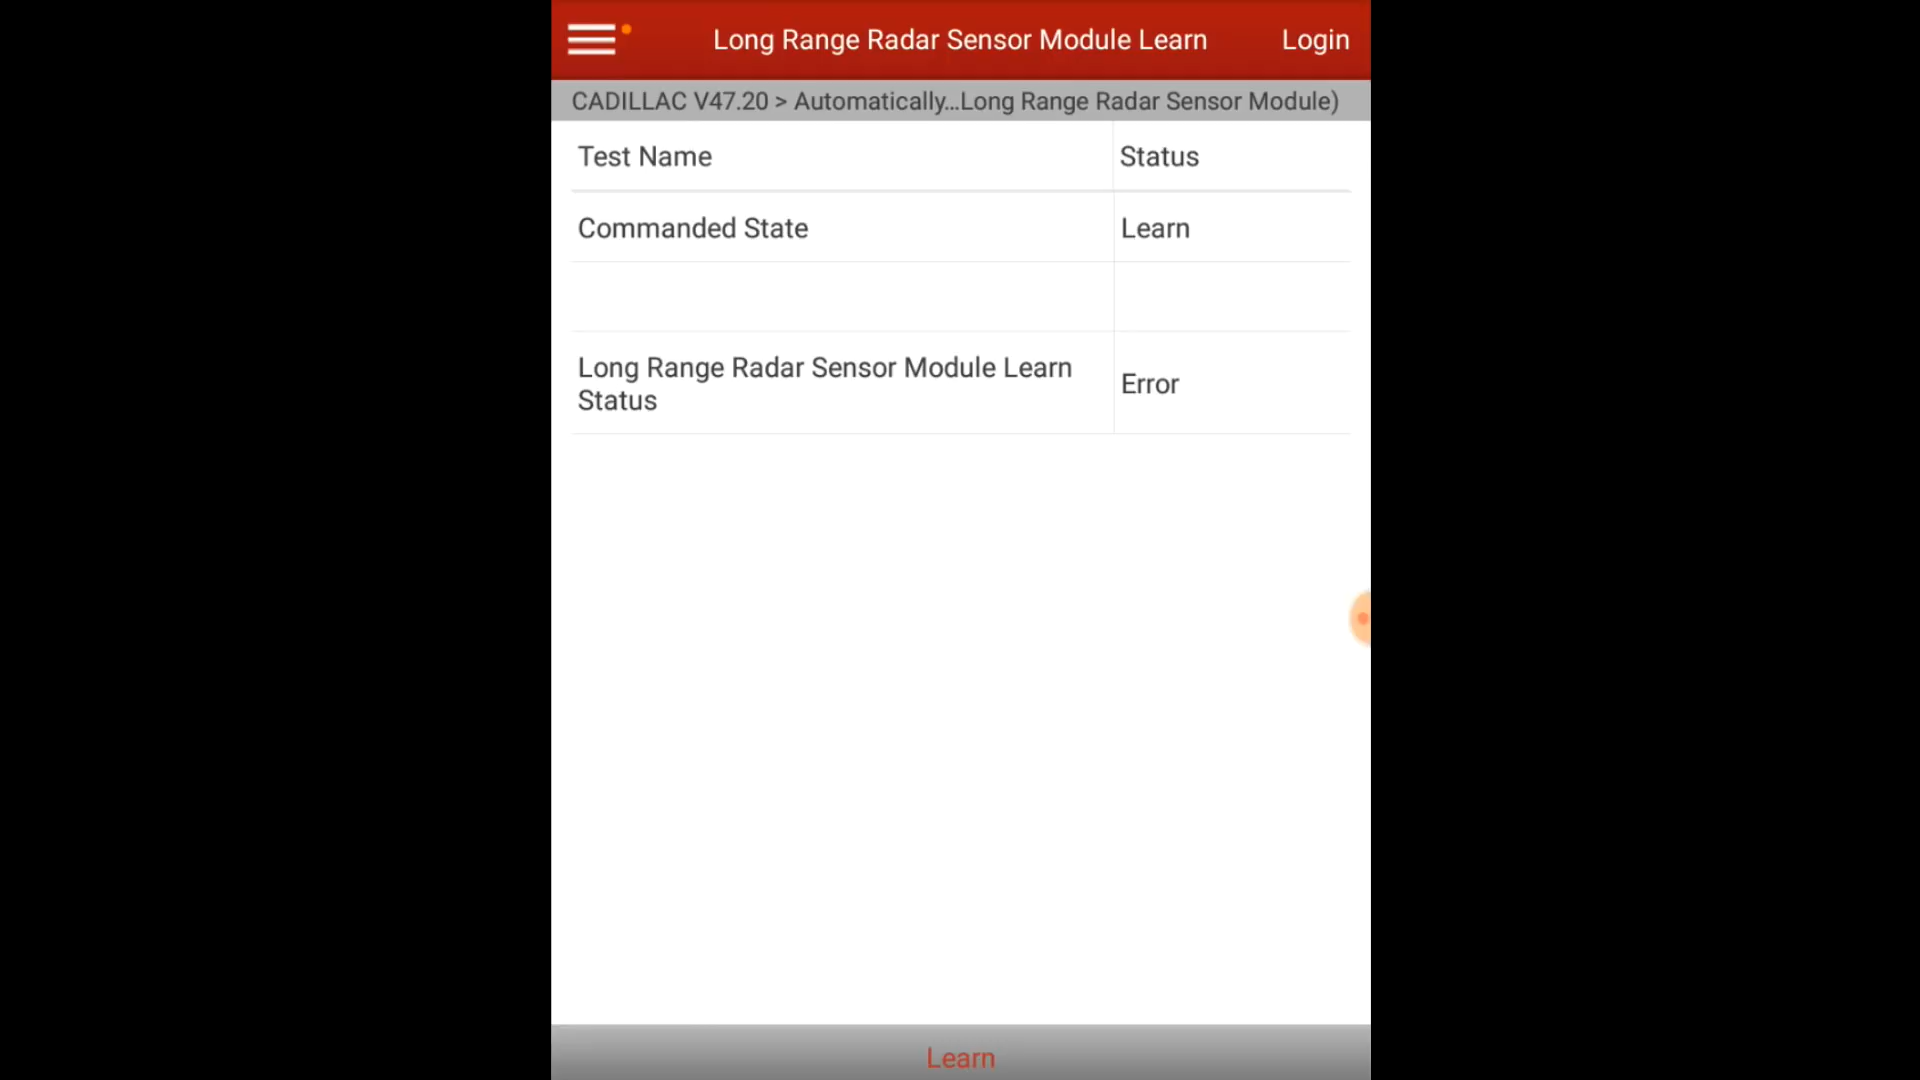 Long Range Radar Sensor Module Learn
Login
CADILLAC V47.20 > Automatically...Long Range Radar Sensor Module)
Test Name
Status
Commanded State
Learn
Long Range Radar Sensor Module Learn
Status
Error
Learn